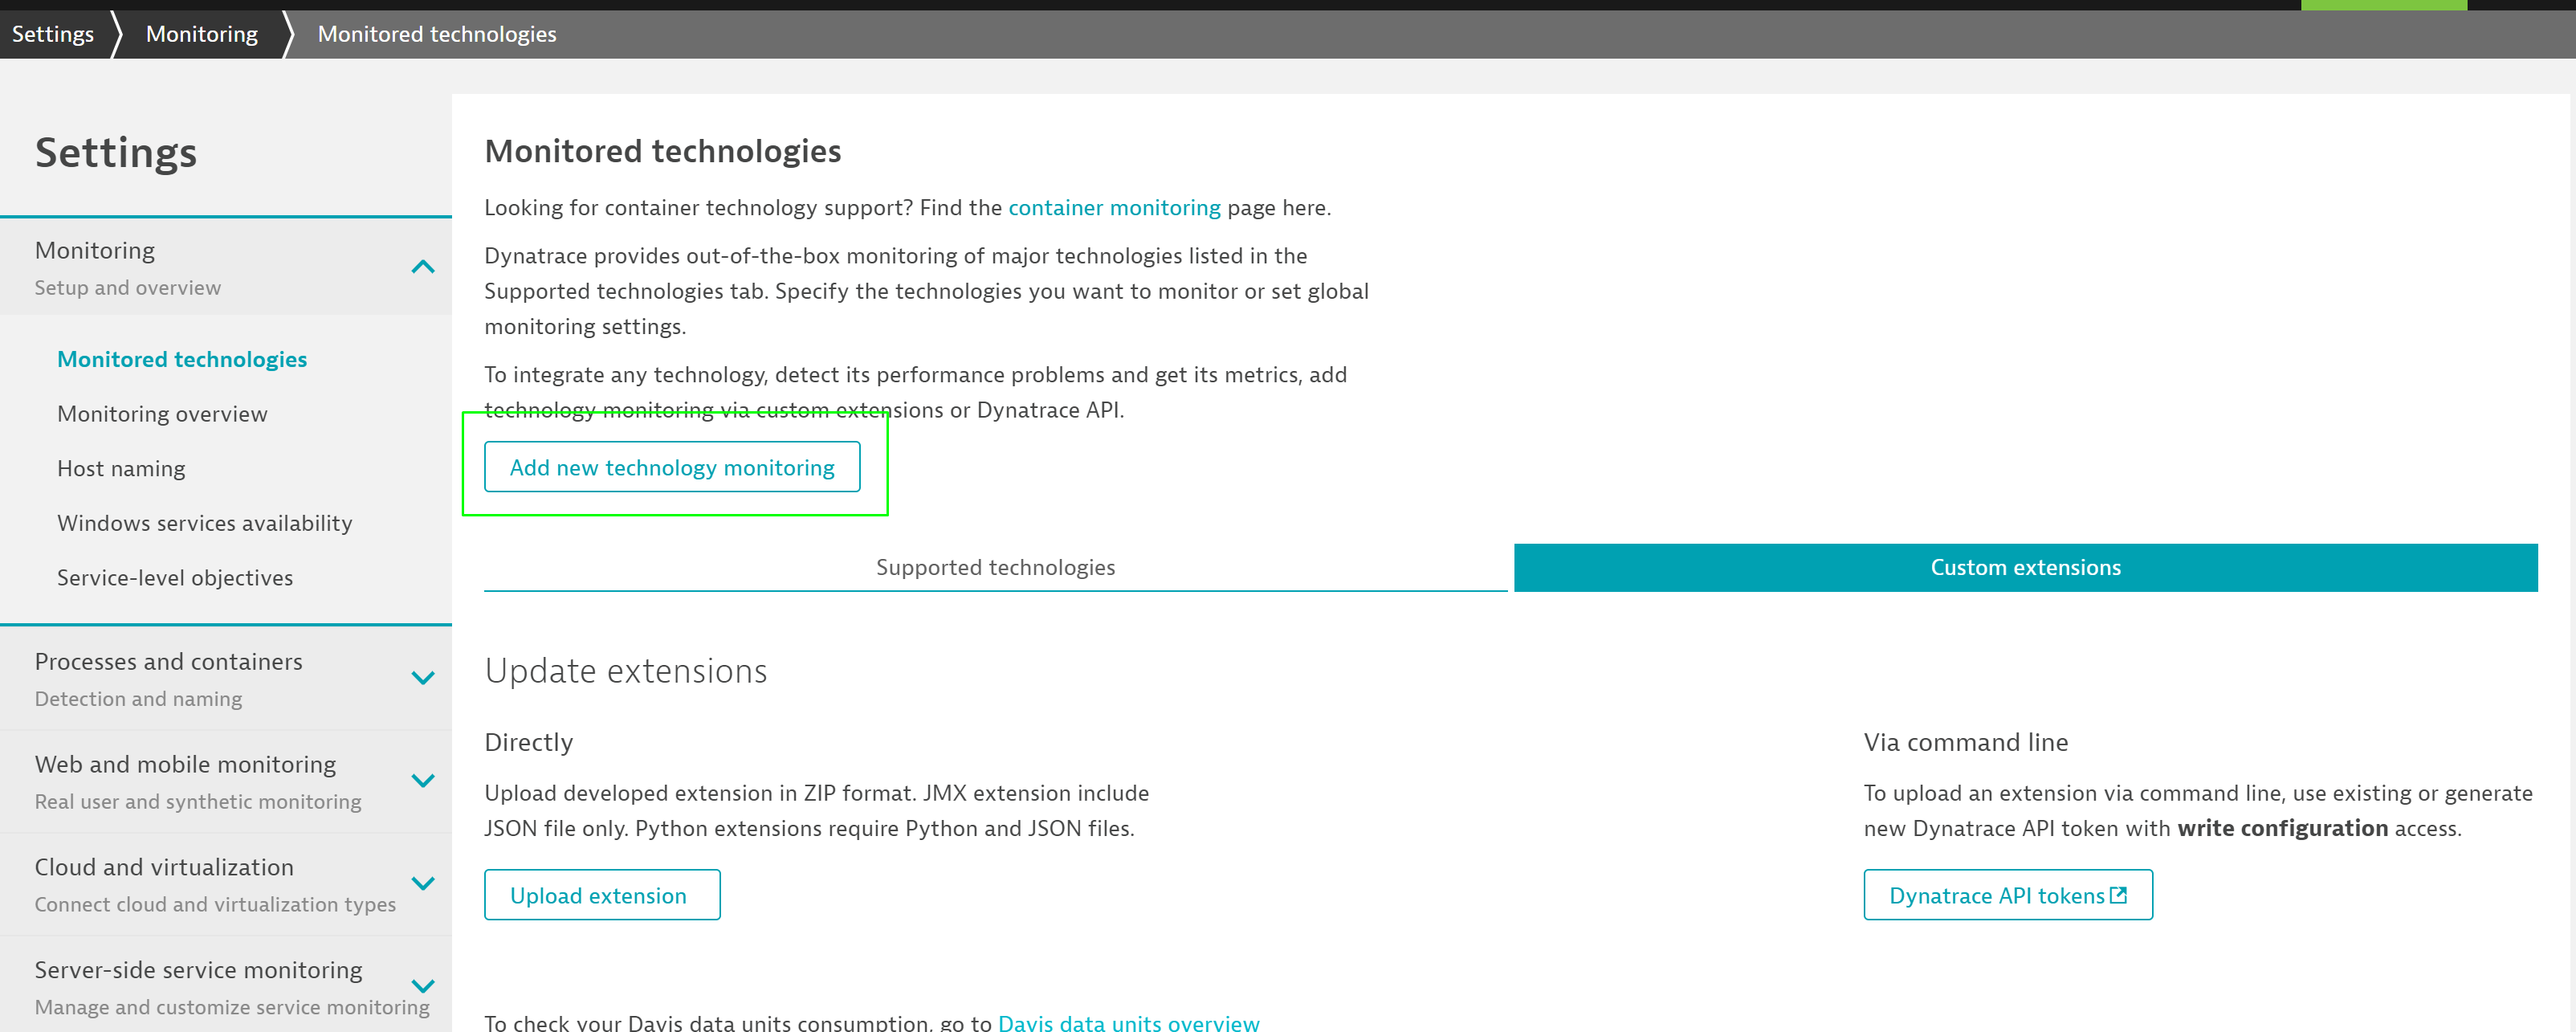 Settings
Monitoring
Monitored technologies
Settings
Monitoring
Setup and overview
Monitored technologies
Monitoring overview
Host naming
Windows services availability
Service-level objectives
Processes and containers
Detection and naming
Web and mobile monitoring
Real user and synthetic monitoring
Cloud and virtualization
Connect cloud and virtualization types
Server-side service monitoring
Manage and customize service monitoring
Monitored technologies
Looking for container technology support? Find the container monitoring page here.
Dynatrace provides out-of-the-box monitoring of major technologies listed in the
Supported technologies tab. Specify the technologies you want to monitor or set global
monitoring settings.
To integrate any technology, detect its performance problems and get its metrics, add
technology monitoring via custom extensions or Dynatrace API.
Add new technology monitoring
Supported technologies
Custom extensions
Update extensions
Directly
Upload developed extension in ZIP format. JMX extension include
JSON file only. Python extensions require Python and JSON files.
Upload extension
Via command line
To upload an extension via command line, use existing or generate
new Dynatrace API token with write configuration access.
Dynatrace API tokens
To check your Davis data units consumption, go to Davis data units overview